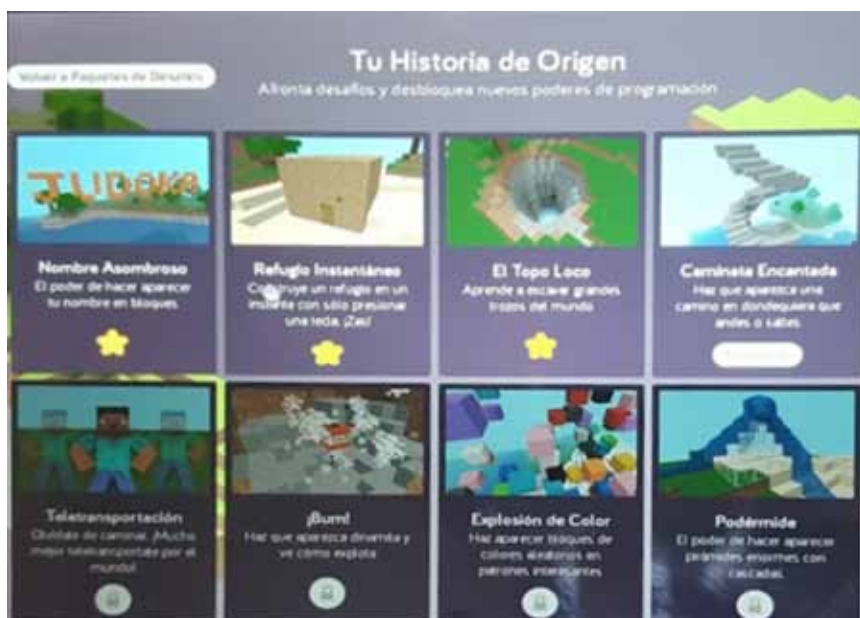 Tu Historia de Origen
Volver a Paquetes de Desafíos
Afronta desafíos y desbloquea nuevos poderes de programación
JUDOKA
Nombre Asombroso
El poder de hacer aparecer
tu nombre en bloques
Refugio Instantáneo
Construye un refugio en un
instante con sólo presionar
una tecla. ¡Zas!
El Topo Loco
Aprende a excavar grandes
trozos del mundo
Caminata Encantada
Haz que aparezca una
camino en dondequiera que
andes o saltes
Teletransportación
Olvídate de caminar. ¡Mucho
mejor teletranspórtate por el
mundo!
¡Bum!
Haz que aparezca dinamita y
ve cómo explota
Explosión de Color
Haz aparecer bloques de
colores aleatorios en
patrones interesantes
Podérmide
El poder de hacer aparecer
pirámides enormes con
cascadas.